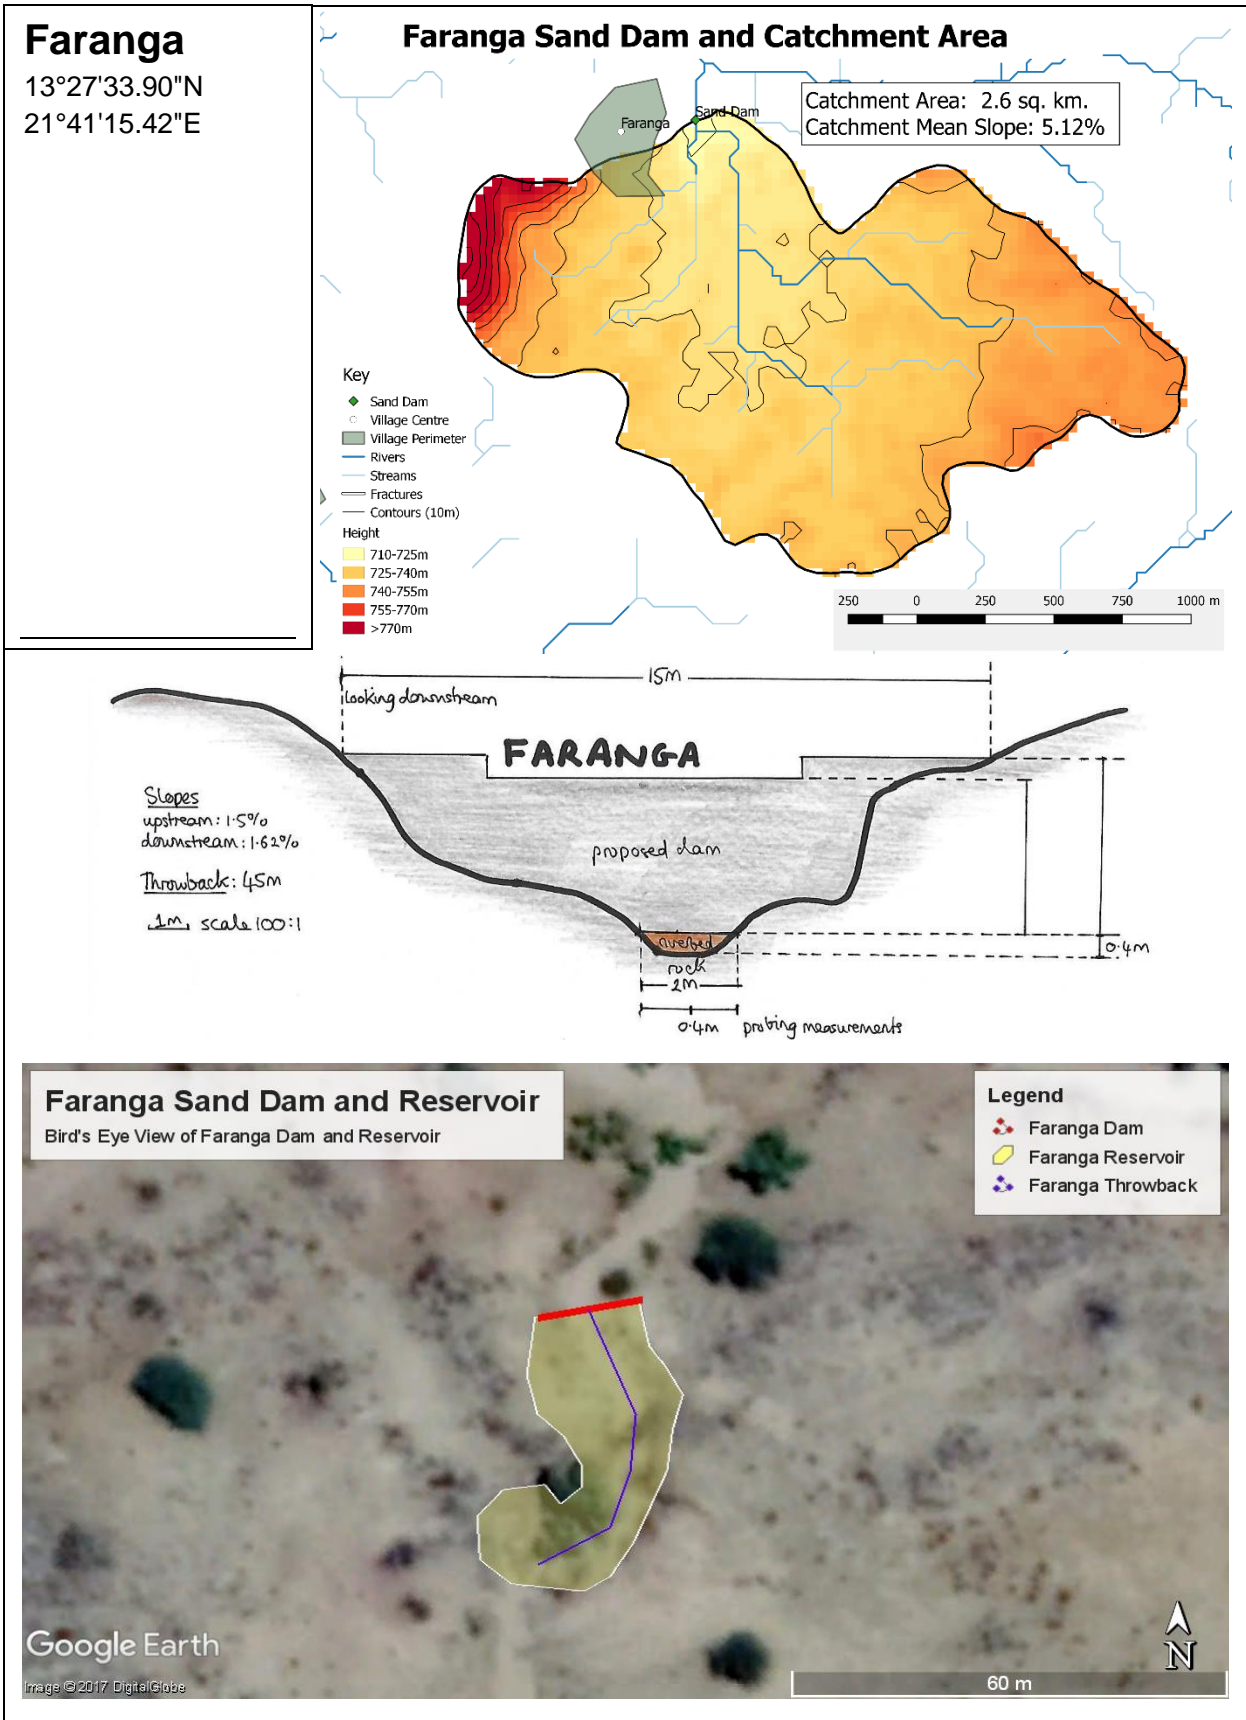 Faranga
13°27'33.90"N
21°41'15.42"E
Faranga Sand Dam and Catchment Area
Catchment Area:  2.6 sq. km.
Catchment Mean Slope: 5.12%
Sand Dam
Faranga
Key
Sand Dam
Village Centre
Village Perimeter
Rivers
Streams
Fractures
Contours (10m)
Height
710-725m
725-740m
740-755m
755-770m
>770m
250 0 250 500 750 1000 m
15m
looking downstream
FARANGA
Slopes
upstream: 1.5%
downstream: 1.62%
Throwback: 45m
1m scale 100:1
proposed dam
riverbed
rock
2m
0.4m
0.4m probing measurements
Faranga Sand Dam and Reservoir
Bird's Eye View of Faranga Dam and Reservoir
Legend
Faranga Dam
Faranga Reservoir
Faranga Throwback
Google Earth
Image © 2017 DigitalGlobe
N
60 m